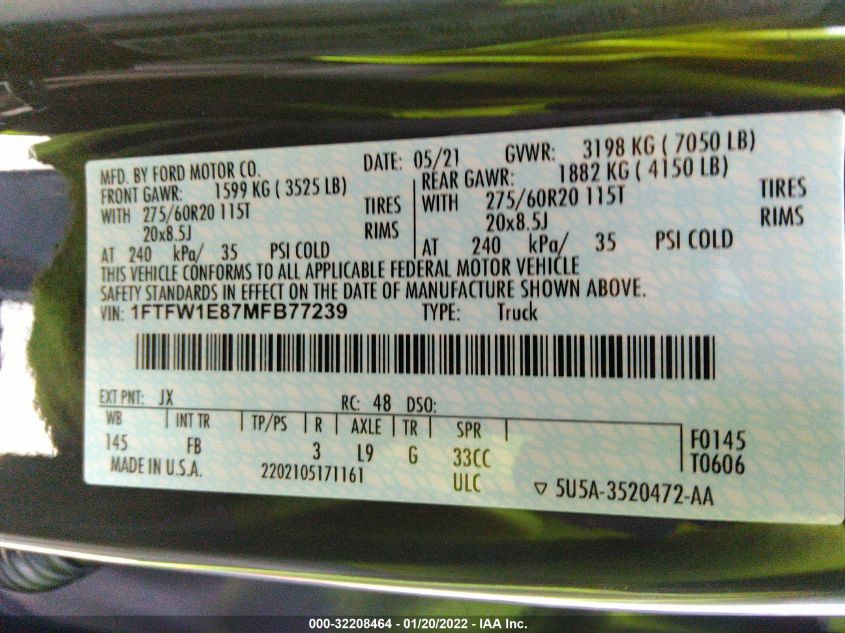 MFD. BY FORD MOTOR CO. DATE: 05/21 GVWR: 3198 KG ( 7050 LB)
FRONT GAWR: 1599 KG ( 3525 LB) REAR GAWR: 1882 KG ( 4150 LB)
WITH 275/60R20 115T TIRES WITH 275/60R20 115T TIRES
20x8.5J RIMS 20x8.5J RIMS
AT 240 kPa/ 35 PSI COLD AT 240 kPa/ 35 PSI COLD
THIS VEHICLE CONFORMS TO ALL APPLICABLE FEDERAL MOTOR VEHICLE
SAFETY STANDARDS IN EFFECT ON THE DATE OF MANUFACTURE SHOWN ABOVE.
VIN: 1FTFW1E87MFB77239 TYPE: Truck
EXT PNT: JX RC: 48 DSO:
WB INT TR TP/PS R AXLE TR SPR
145 FB 3 L9 G 33CC F0145
MADE IN U.S.A. 2202105171161 ULC T0606
▽ 5U5A-3520472-AA
000-32208464 - 01/20/2022 - IAA Inc.